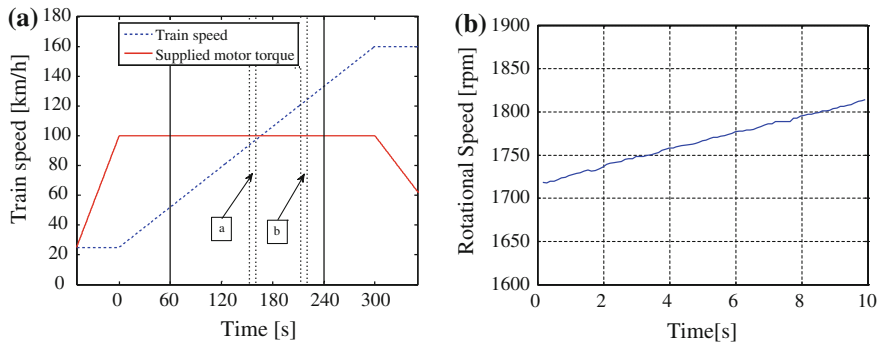 (a)
180
160
140
120
100
80
60
40
20
0
Train speed [km/h]
Train speed
Supplied motor torque
a
b
0 60 120 180 240 300
Time [s]
(b)
1900
1850
1800
1750
1700
1650
1600
Rotational Speed [rpm]
0 2 4 6 8 10
Time[s]